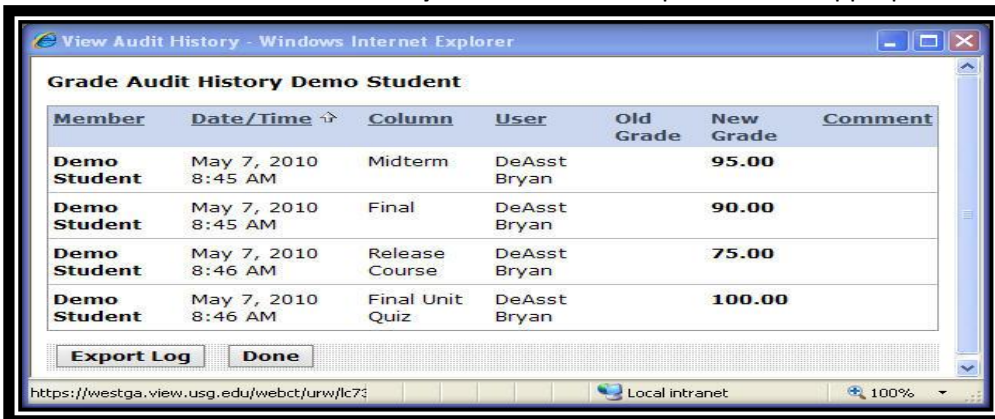 View Audit History - Windows Internet Explorer
Grade Audit History Demo Student
Member Date/Time Column User Old Grade New Grade Comment
Demo Student May 7, 2010 8:45 AM Midterm DeAsst Bryan 95.00
Demo Student May 7, 2010 8:45 AM Final DeAsst Bryan 90.00
Demo Student May 7, 2010 8:46 AM Release Course DeAsst Bryan 75.00
Demo Student May 7, 2010 8:46 AM Final Unit Quiz DeAsst Bryan 100.00
Export Log Done
https://westga.view.usg.edu/webct/urw/lc73 Local intranet 100%